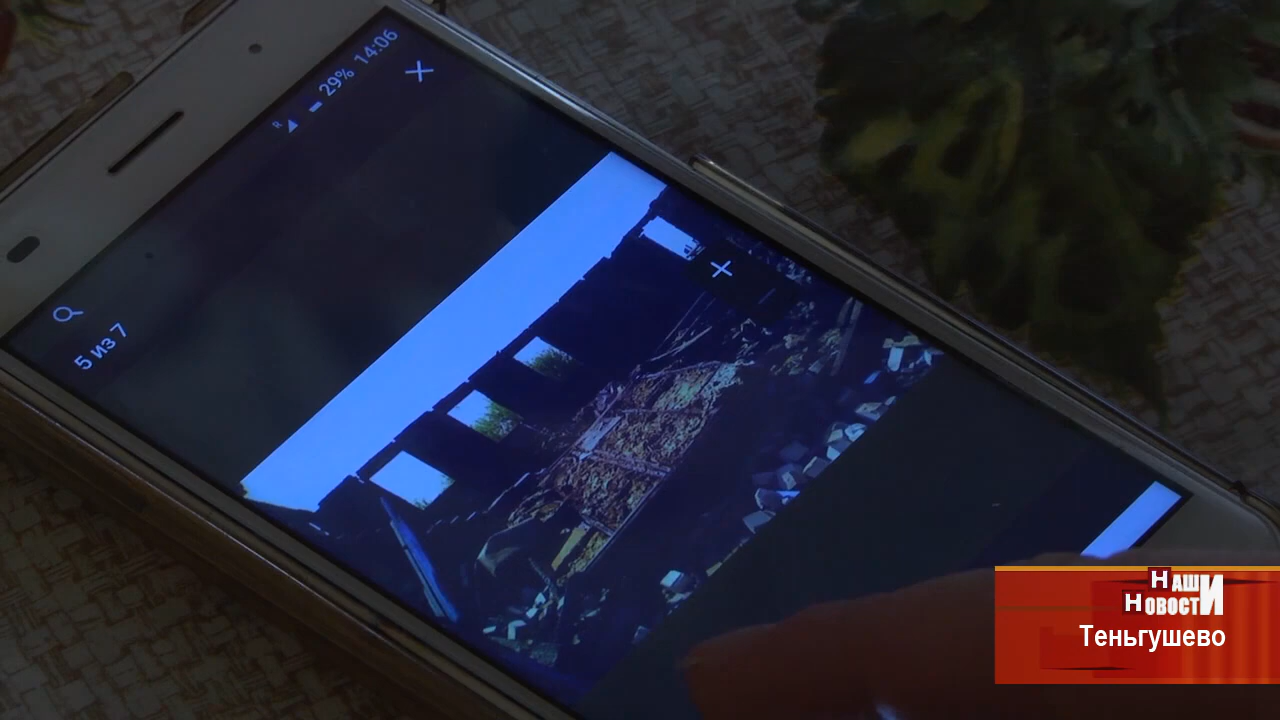 29% 14:06
R
5 из 7
Наши
Новости
Теньгушево